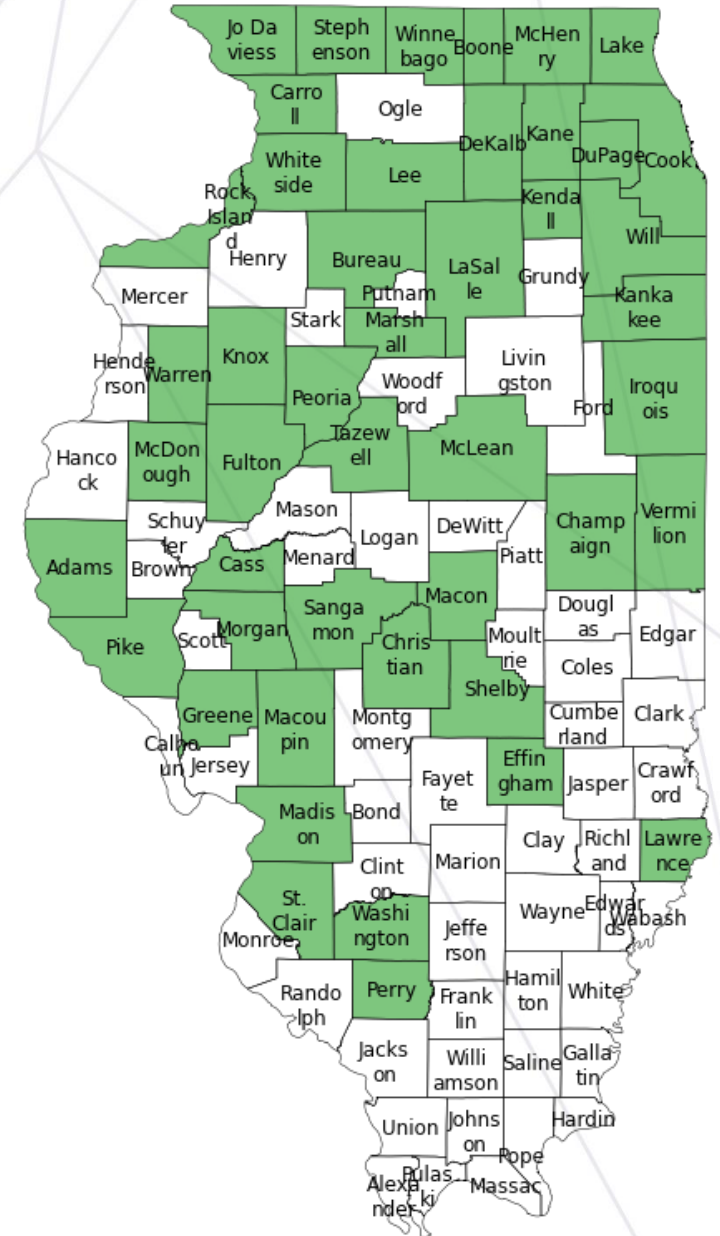 Jo Da
viess
Steph
enson
Winne
bago
Boone
McHen
ry
Lake
Carro
ll
Ogle
DeKalb
Kane
DuPage
Cook
White
side
Lee
Kenda
ll
Rock
Islan
d
Will
Henry
Bureau
LaSal
le
Grundy
Mercer
Putnam
Kanka
kee
Stark
Marsh
all
Hende
rson
Warren
Knox
Peoria
Woodf
ord
Livin
gston
Ford
Iroqu
ois
Hanco
ck
McDon
ough
Fulton
Tazew
ell
McLean
Mason
Schuy
ler
Logan
DeWitt
Champ
aign
Vermi
lion
Adams
Brown
Cass
Menard
Piatt
Macon
Sanga
mon
Dougl
as
Edgar
Pike
Scott
Morgan
Chris
tian
Moult
rie
Coles
Shelby
Greene
Macou
pin
Montg
omery
Cumbe
rland
Clark
Calho
un
Jersey
Fayet
te
Effin
gham
Jasper
Crawf
ord
Madis
on
Bond
Clay
Richl
and
Lawre
nce
Clint
on
Marion
St.
Clair
Washi
ngton
Wayne
Edwar
ds
Wabash
Monroe
Jeffe
rson
Rando
lph
Perry
Frank
lin
Hamil
ton
White
Jacks
on
Willi
amson
Saline
Galla
tin
Union
Johns
on
Hardin
Pope
Alexa
nder
Pulas
ki
Massac